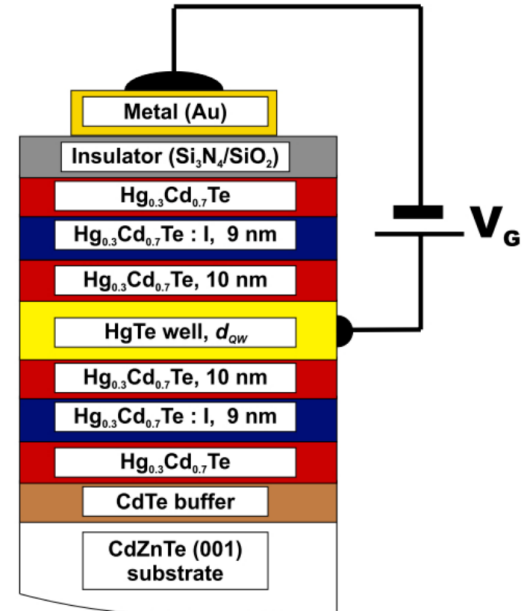 Metal (Au)
Insulator (Si₃N₄/SiO₂)
Hg₀.₃Cd₀.₇Te
Hg₀.₃Cd₀.₇Te : I, 9 nm
Hg₀.₃Cd₀.₇Te, 10 nm
HgTe well, d_QW
Hg₀.₃Cd₀.₇Te, 10 nm
Hg₀.₃Cd₀.₇Te : I, 9 nm
Hg₀.₃Cd₀.₇Te
CdTe buffer
CdZnTe (001)
substrate
V_G